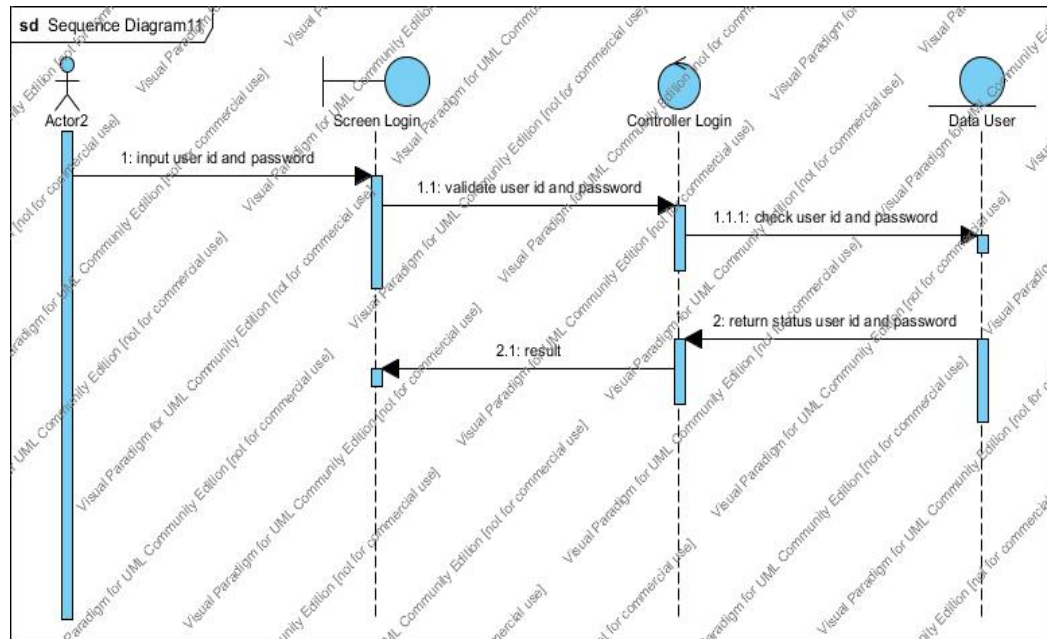 sd Sequence Diagram11
Actor2
Screen Login
Controller Login
Data User
1: input user id and password
1.1: validate user id and password
1.1.1: check user id and password
2: return status user id and password
2.1: result
Visual Paradigm for UML Community Edition [not for commercial use]